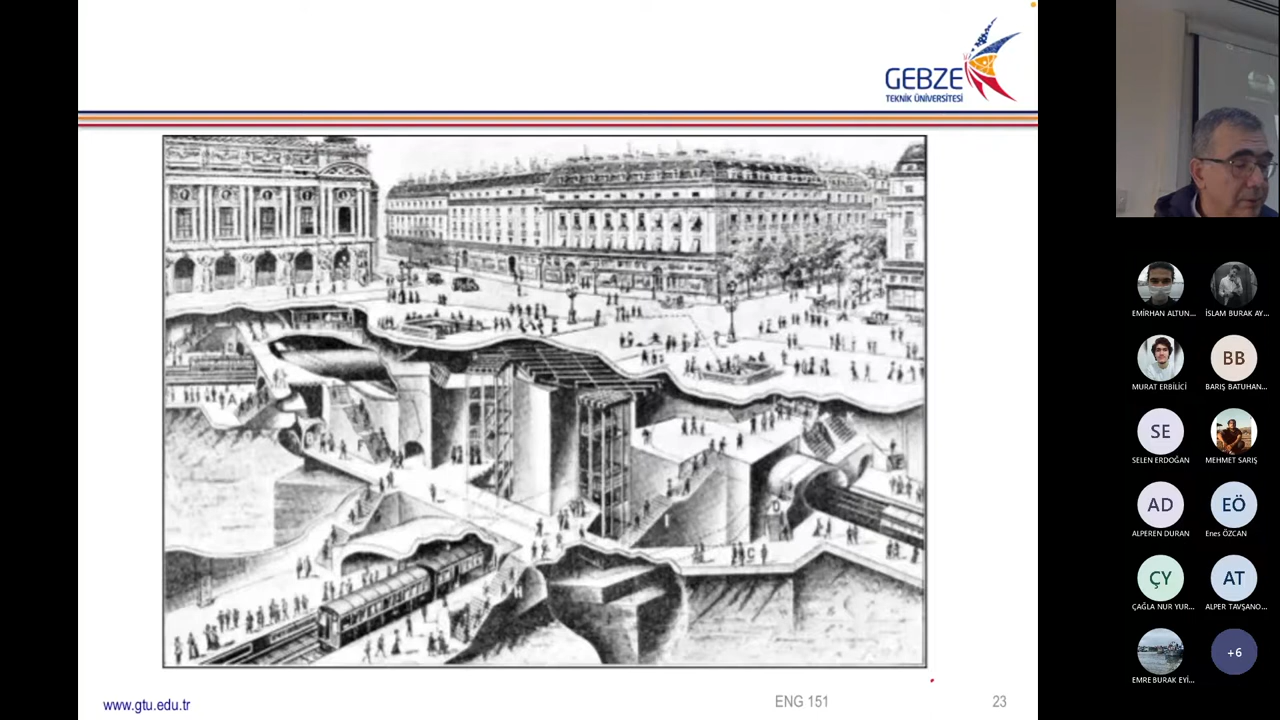 GEBZE
TEKNİK ÜNİVERSİTESİ
A
D
I
C
H
www.gtu.edu.tr
ENG 151
23
EMİRHAN ALTUN...
İSLAM BURAK AY...
BB
MURAT ERBİLİCİ
BARIŞ BATUHAN...
SE
SELEN ERDOĞAN
MEHMET SARIŞ
AD
EÖ
ALPEREN DURAN
Enes ÖZCAN
ÇY
AT
ÇAĞLA NUR YUR...
ALPER TAVŞANO...
+6
EMRE BURAK EYİ...